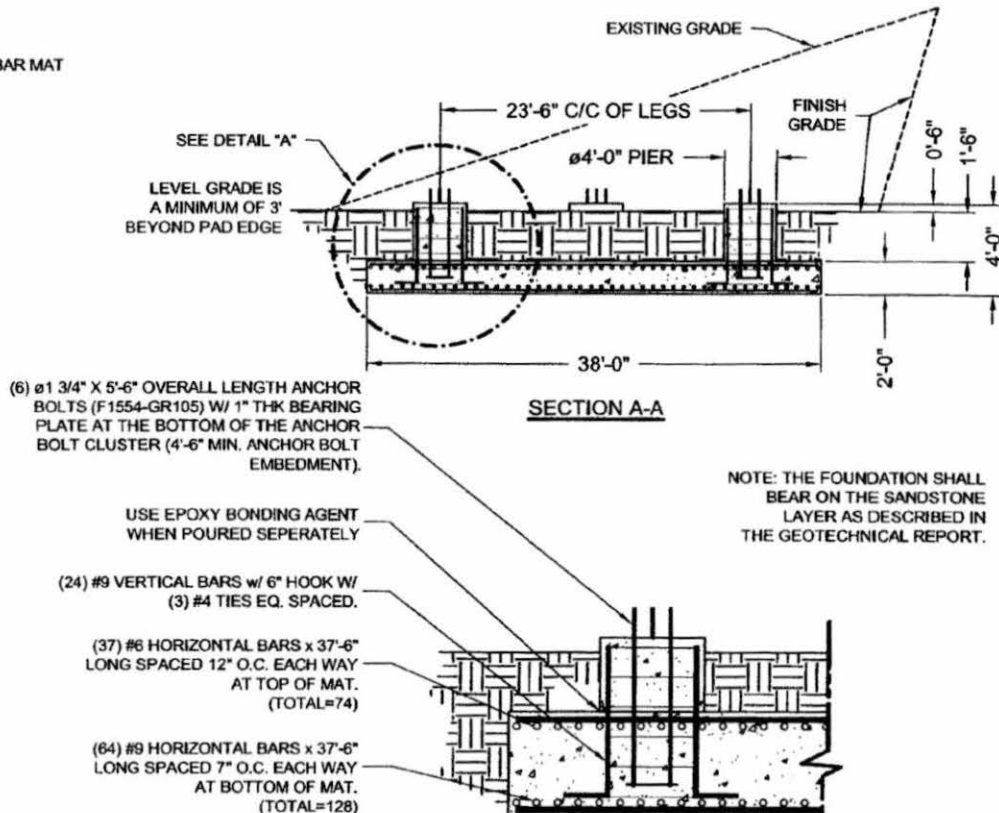 BAR MAT
EXISTING GRADE
23'-6" C/C OF LEGS
FINISH
GRADE
SEE DETAIL "A"
ø4'-0" PIER
0'-6"
1'-6"
LEVEL GRADE IS
A MINIMUM OF 3'
BEYOND PAD EDGE
4'-0"
2'-0"
38'-0"
SECTION A-A
(6) ø1 3/4" X 5'-6" OVERALL LENGTH ANCHOR
BOLTS (F1554-GR105) W/ 1" THK BEARING
PLATE AT THE BOTTOM OF THE ANCHOR
BOLT CLUSTER (4'-6" MIN. ANCHOR BOLT
EMBEDMENT).
NOTE: THE FOUNDATION SHALL
BEAR ON THE SANDSTONE
LAYER AS DESCRIBED IN
THE GEOTECHNICAL REPORT.
USE EPOXY BONDING AGENT
WHEN POURED SEPERATELY
(24) #9 VERTICAL BARS w/ 6" HOOK W/
(3) #4 TIES EQ. SPACED.
(37) #6 HORIZONTAL BARS x 37'-6"
LONG SPACED 12" O.C. EACH WAY
AT TOP OF MAT.
(TOTAL=74)
(64) #9 HORIZONTAL BARS x 37'-6"
LONG SPACED 7" O.C. EACH WAY
AT BOTTOM OF MAT.
(TOTAL=128)